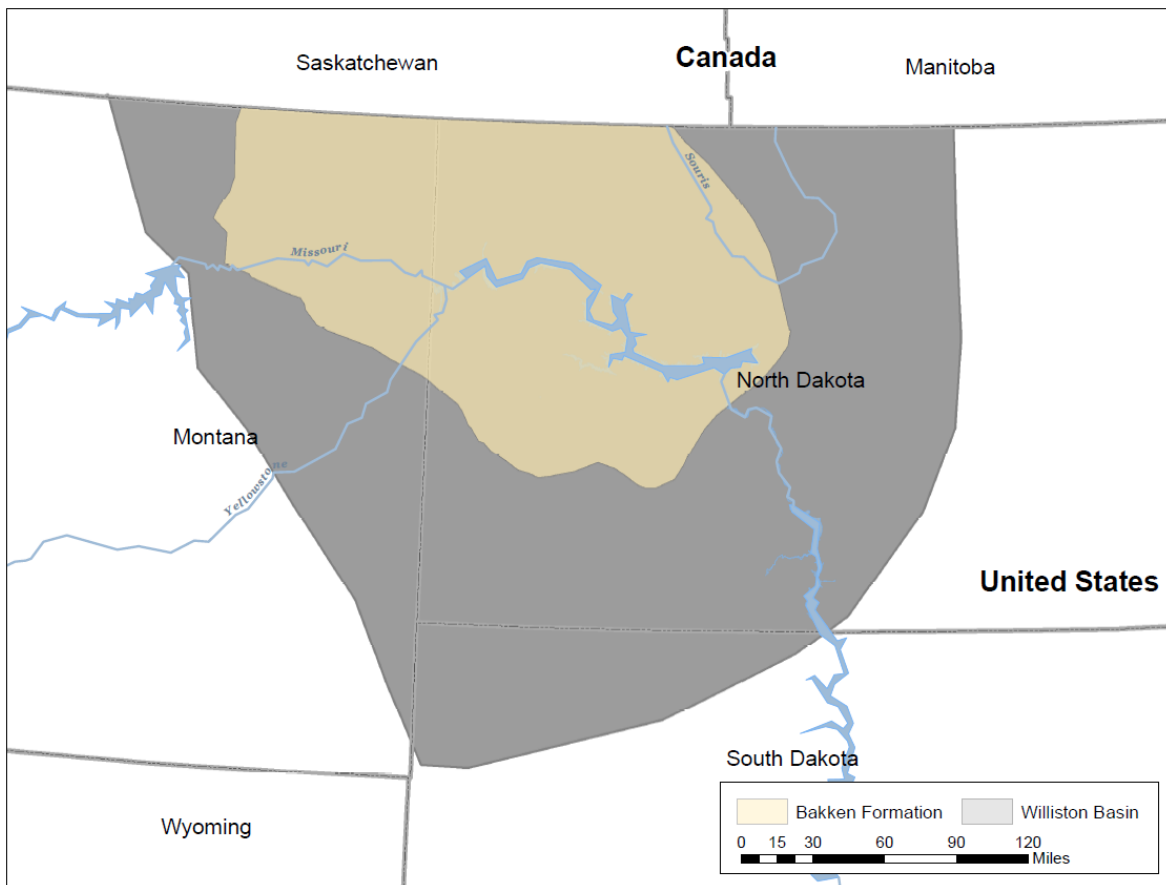 Saskatchewan
Canada
Manitoba
Souris
Missouri
North Dakota
Montana
Yellowstone
United States
South Dakota
Wyoming
Bakken Formation
Williston Basin
0 15 30 60 90 120
Miles